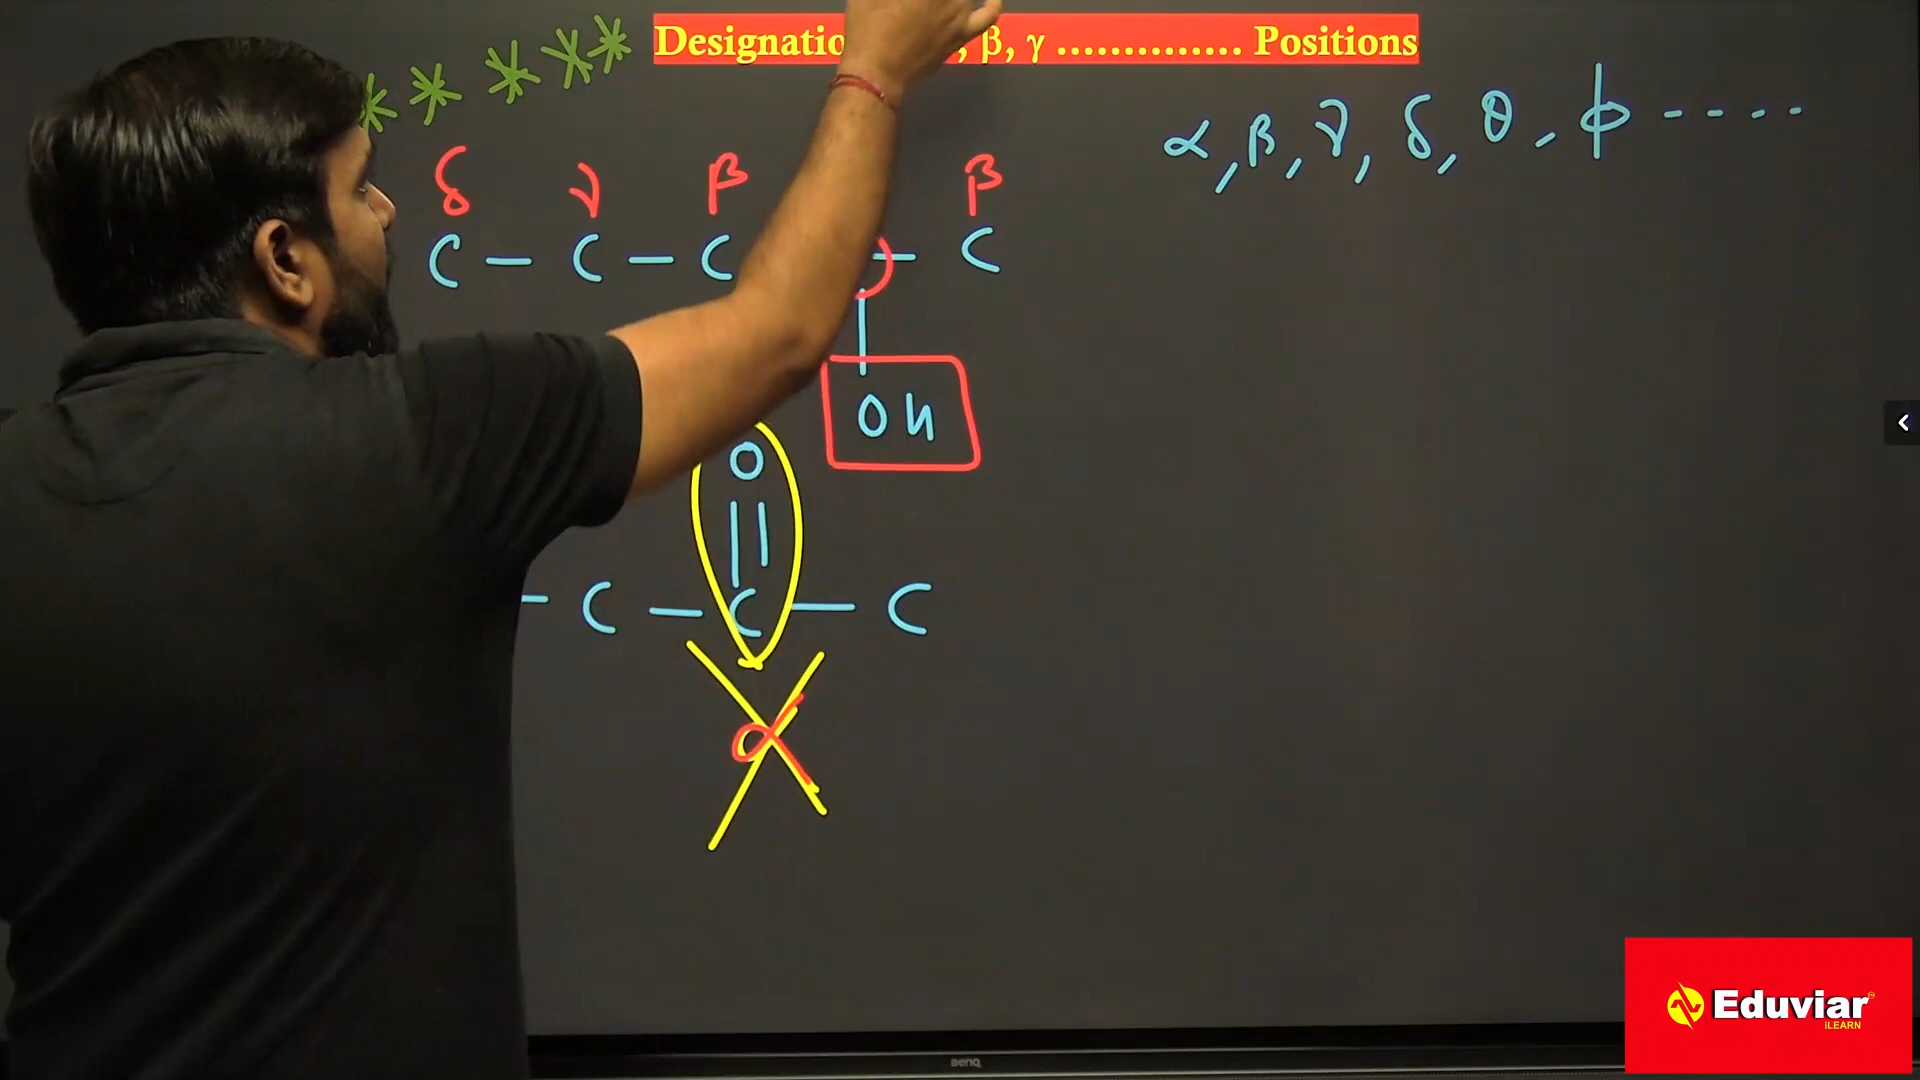 Designatio , β, γ .............. Positions
α, β, γ, δ, θ, ϕ -----
δ γ β β
C – C – C – C
OH
O
– C – C – C
α
Eduviar
iLEARN
BenQ